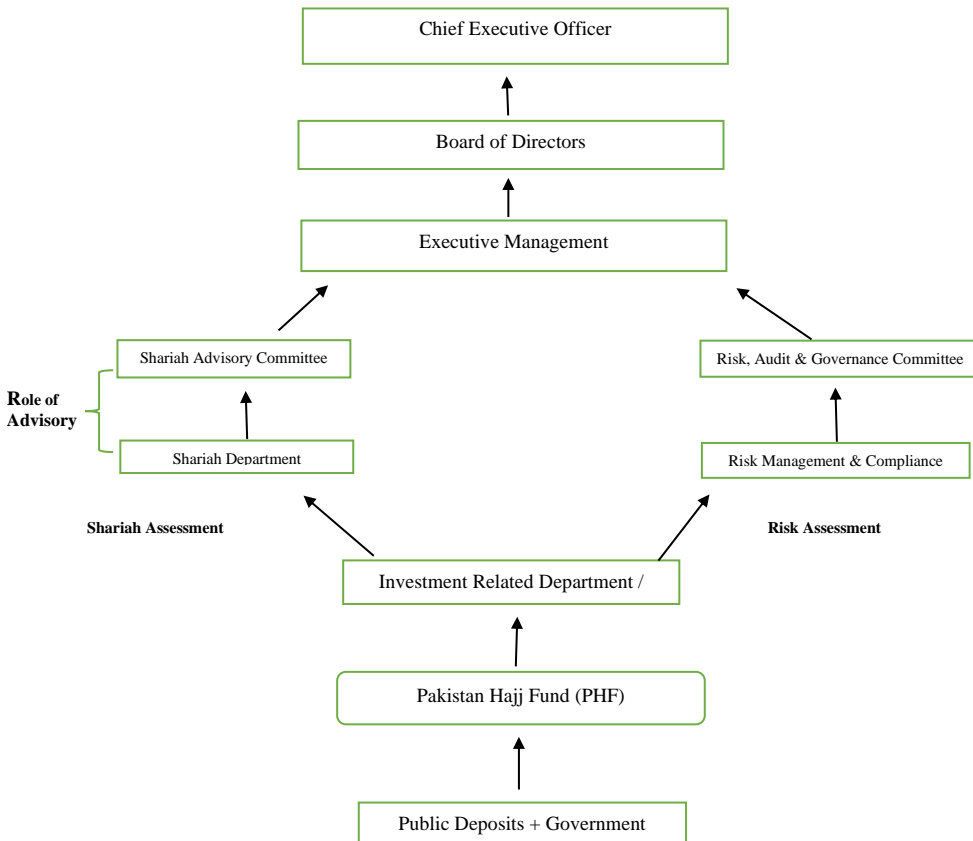 Chief Executive Officer
Board of Directors
Executive Management
Shariah Advisory Committee
Risk, Audit & Governance Committee
Role of
Advisory
Shariah Department
Risk Management & Compliance
Shariah Assessment
Risk Assessment
Investment Related Department /
Pakistan Hajj Fund (PHF)
Public Deposits + Government